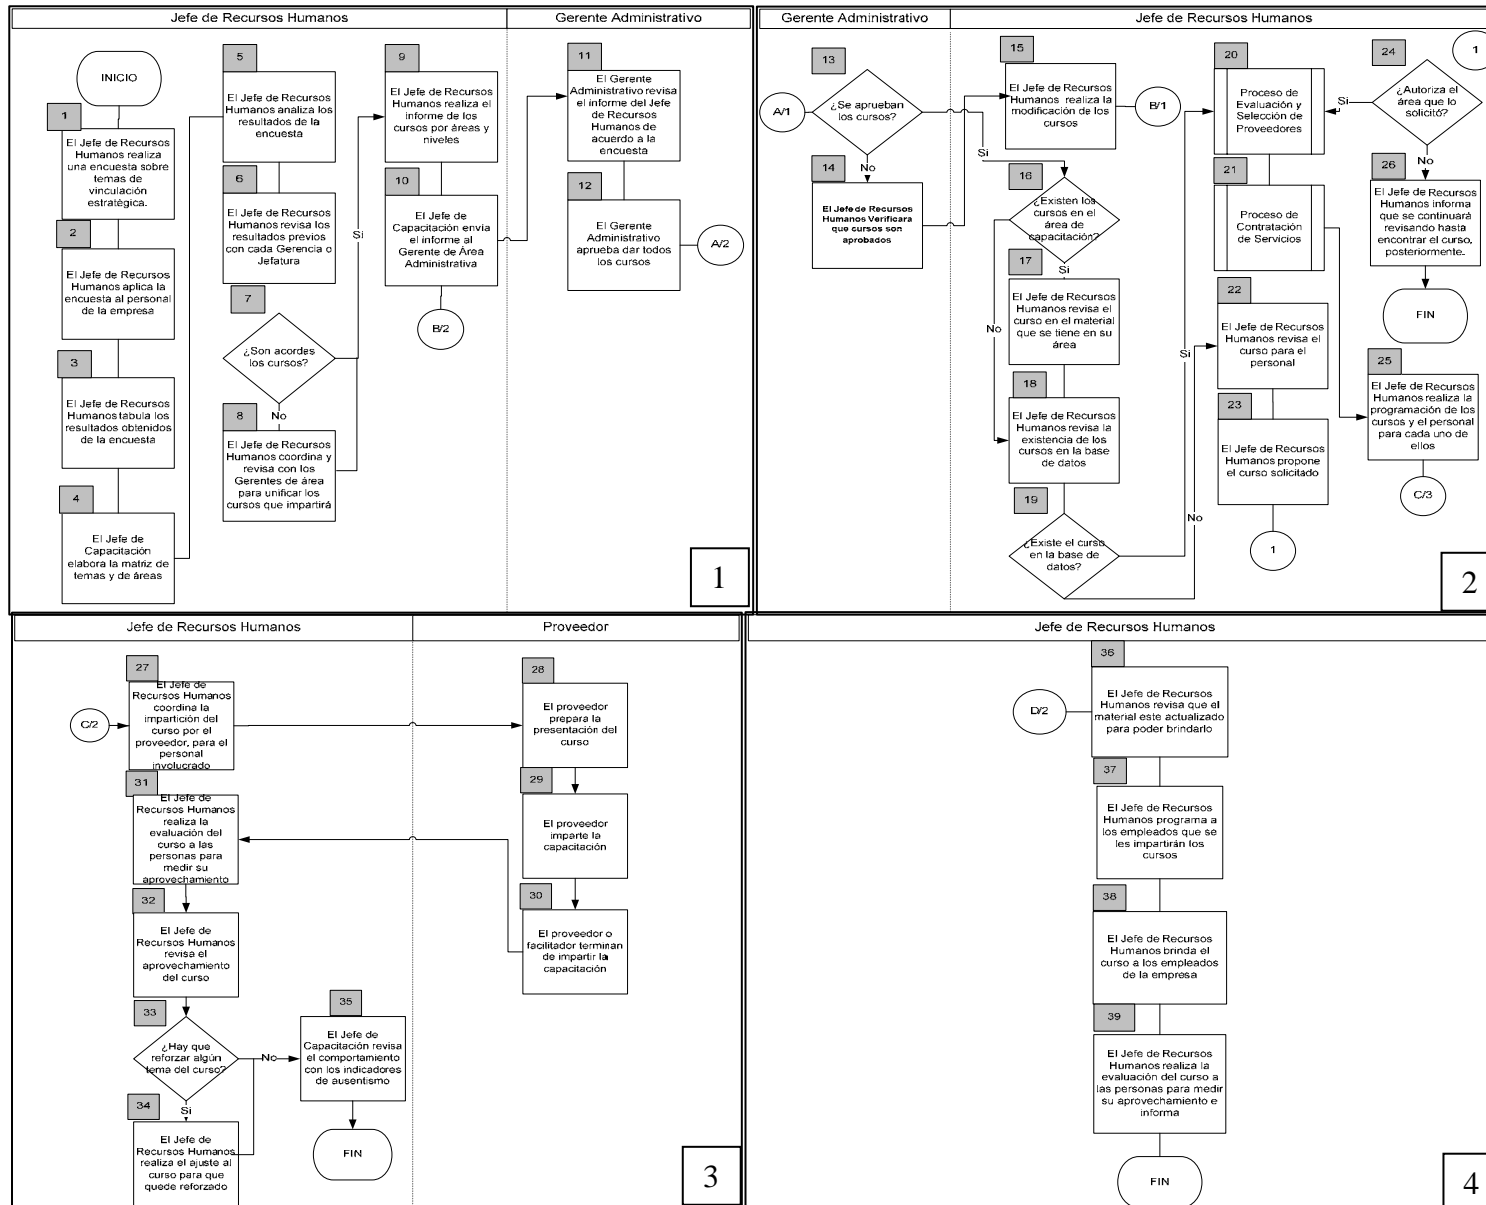 Jefe de Recursos Humanos
Gerente Administrativo
INICIO
1
El Jefe de Recursos
Humanos realiza
una encuesta sobre
temas de
vinculación
estratégica.
2
El Jefe de Recursos
Humanos aplica la
encuesta al personal
de la empresa
3
El Jefe de Recursos
Humanos tabula los
resultados obtenidos
de la encuesta
4
El Jefe de
Capacitación
elabora la matriz de
temas y de áreas
5
El Jefe de Recursos
Humanos analiza los
resultados de la
encuesta
6
El Jefe de Recursos
Humanos revisa los
resultados previos
con cada Gerencia o
Jefatura
7
¿Son acordes
los cursos?
Si
No
8
El Jefe de Recursos
Humanos coordina y
revisa con los
Gerentes de área
para unificar los
cursos que impartirá
9
El Jefe de Recursos
Humanos realiza el
informe de los
cursos por áreas y
niveles
10
El Jefe de
Capacitación envía
el informe al
Gerente de Área
Administrativa
B/2
11
El Gerente
Administrativo revisa
el informe del Jefe
de Recursos
Humanos de
acuerdo a la
encuesta
12
El Gerente
Administrativo
aprueba dar todos
los cursos
A/2
1
Gerente Administrativo
Jefe de Recursos Humanos
A/1
13
¿Se aprueban
los cursos?
Si
No
14
El Jefe de Recursos
Humanos Verificara
que cursos son
aprobados
15
El Jefe de Recursos
Humanos realiza la
modificación de los
cursos
B/1
16
¿Existen los
cursos en el
área de
capacitación?
Si
No
17
El Jefe de Recursos
Humanos revisa el
curso en el material
que se tiene en su
área
18
El Jefe de Recursos
Humanos revisa la
existencia de los
cursos en la base
de datos
19
¿Existe el curso
en la base de
datos?
Si
No
20
Proceso de
Evaluación y
Selección de
Proveedores
21
Proceso de
Contratación
de Servicios
22
El Jefe de Recursos
Humanos revisa el
curso para el
personal
23
El Jefe de Recursos
Humanos propone
el curso solicitado
1
24
1
¿Autoriza el
área que lo
solicitó?
Si
No
26
El Jefe de Recursos
Humanos informa
que se continuará
revisando hasta
encontrar el curso,
posteriormente.
FIN
25
El Jefe de Recursos
Humanos realiza la
programación de los
cursos y el personal
para cada uno de
ellos
C/3
2
Jefe de Recursos Humanos
Proveedor
C/2
27
El Jefe de
Recursos Humanos
coordina la
impartición del
curso por el
proveedor, para el
personal
involucrado
28
El proveedor
prepara la
presentación del
curso
29
El proveedor
imparte la
capacitación
30
El proveedor o
facilitador terminan
de impartir la
capacitación
31
El Jefe de
Recursos Humanos
realiza la
evaluación del
curso a las
personas para
medir su
aprovechamiento
32
El Jefe de
Recursos Humanos
revisa el
aprovechamiento
del curso
33
¿Hay que
reforzar algún
tema del curso?
No
Si
34
El Jefe de
Recursos Humanos
realiza el ajuste al
curso para que
quede reforzado
35
El Jefe de
Capacitación revisa
el comportamiento
con los indicadores
de ausentismo
FIN
3
Jefe de Recursos Humanos
D/2
36
El Jefe de Recursos
Humanos revisa que el
material este actualizado
para poder brindarlo
37
El Jefe de Recursos
Humanos programa a
los empleados que se
les impartirán los
cursos
38
El Jefe de Recursos
Humanos brinda el
curso a los empleados
de la empresa
39
El Jefe de Recursos
Humanos realiza la
evaluación del curso a
las personas para medir
su aprovechamiento e
informa
FIN
4